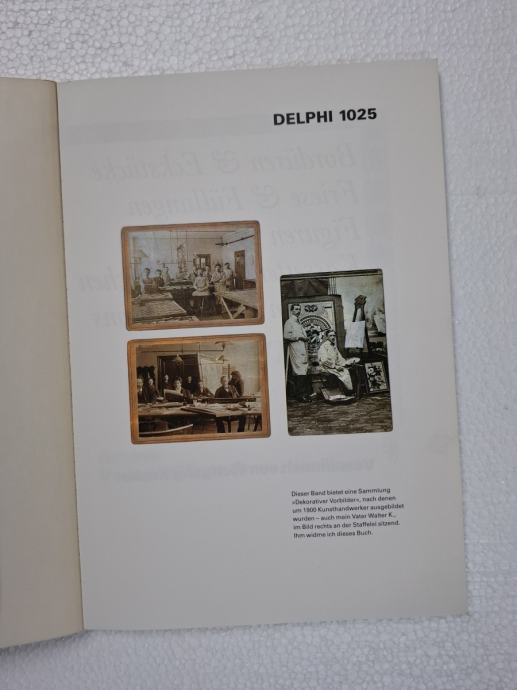 DELPHI 1025
Dieser Band bietet eine Sammlung
»Dekorativer Vorbilder«, nach denen
um 1900 Kunsthandwerker ausgebildet
wurden – auch mein Vater Walter K.,
im Bild rechts an der Staffelei sitzend.
Ihm widme ich dieses Buch.